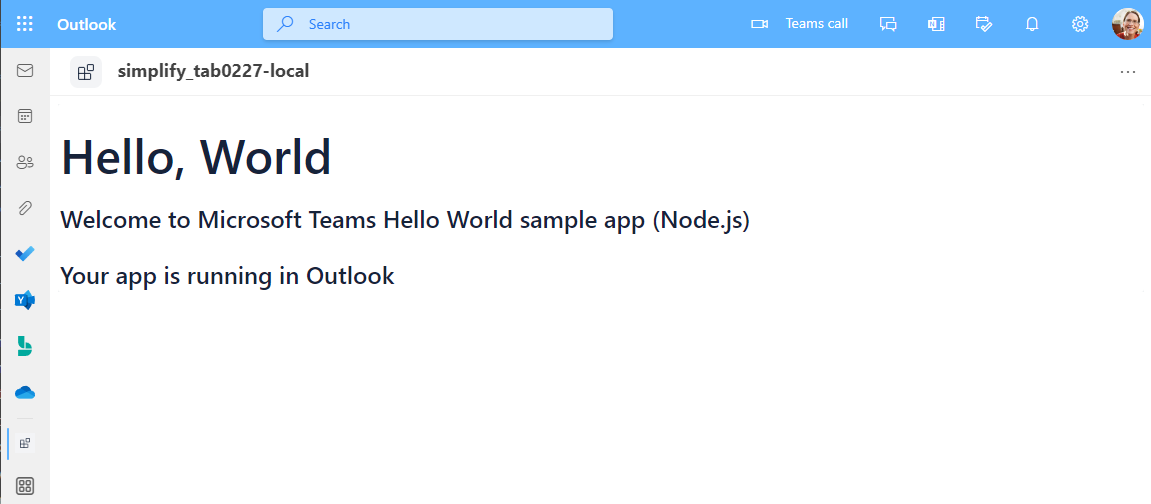 Outlook
Search
Teams call
simplify_tab0227-local
Hello, World
Welcome to Microsoft Teams Hello World sample app (Node.js)
Your app is running in Outlook